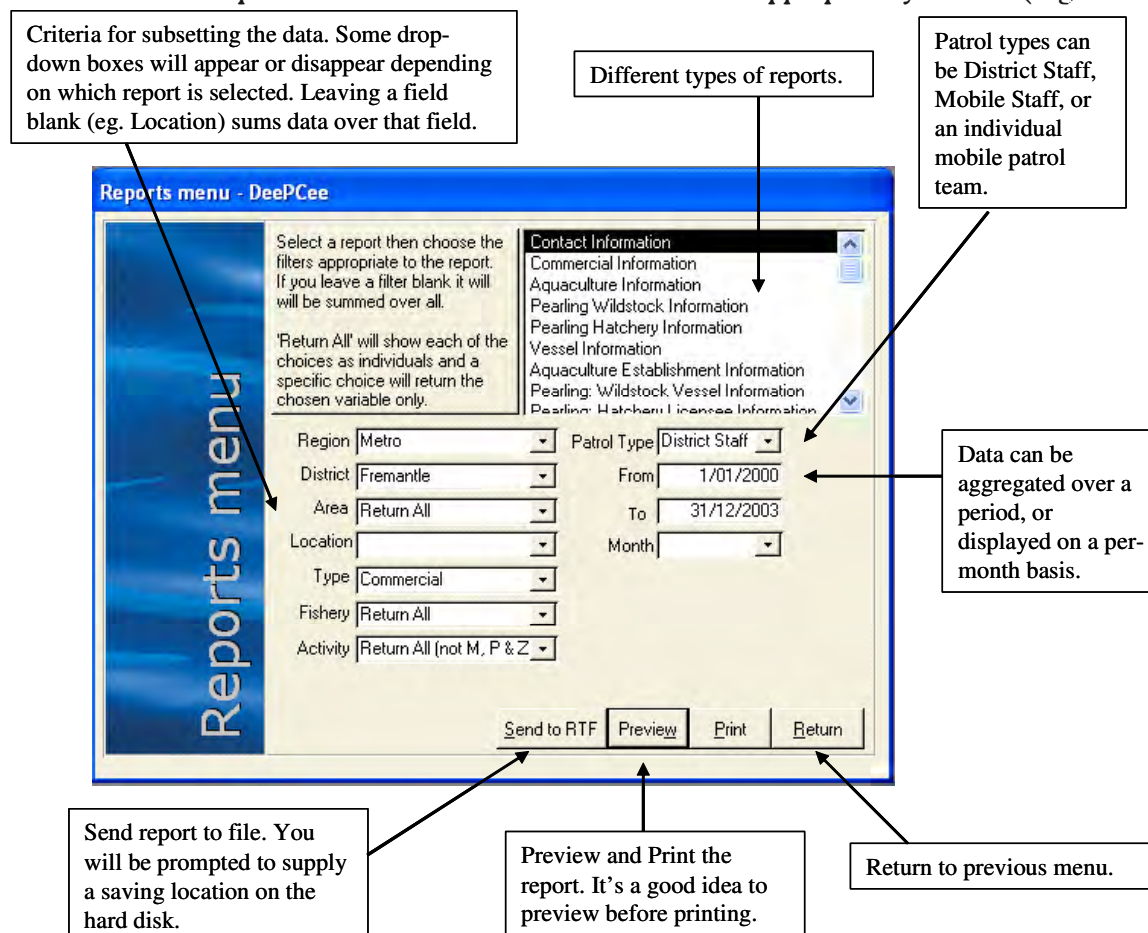 Criteria for subsetting the data. Some drop-
down boxes will appear or disappear depending
on which report is selected. Leaving a field
blank (eg. Location) sums data over that field.
Different types of reports.
Patrol types can
be District Staff,
Mobile Staff, or
an individual
mobile patrol
team.
Reports menu - DeePCee
Reports menu
Select a report then choose the
filters appropriate to the report.
If you leave a filter blank it will
will be summed over all.
'Return All' will show each of the
choices as individuals and a
specific choice will return the
chosen variable only.
Contact Information
Commercial Information
Aquaculture Information
Pearling Wildstock Information
Pearling Hatchery Information
Vessel Information
Aquaculture Establishment Information
Pearling: Wildstock Vessel Information
Pearling: Hatchery Licensee Information
Region Metro
District Fremantle
Area Return All
Location
Type Commercial
Fishery Return All
Activity Return All (not M, P & Z
Patrol Type District Staff
From 1/01/2000
To 31/12/2003
Month
Data can be
aggregated over a
period, or
displayed on a per-
month basis.
Send to RTF Preview Print Return
Send report to file. You
will be prompted to supply
a saving location on the
hard disk.
Preview and Print the
report. It's a good idea to
preview before printing.
Return to previous menu.